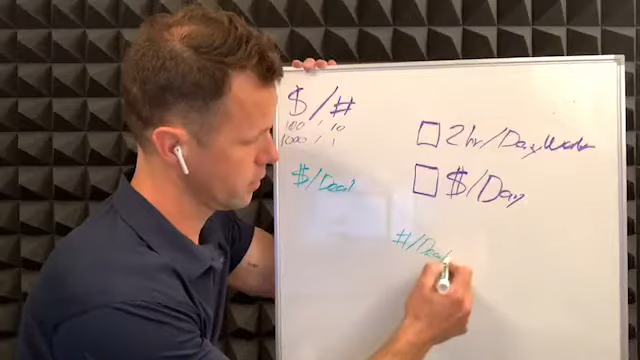 $/#
100 / 10
1000 / 1
$/Deal
☐ 2hr/Day Work
☐ $/Day
#/Deal